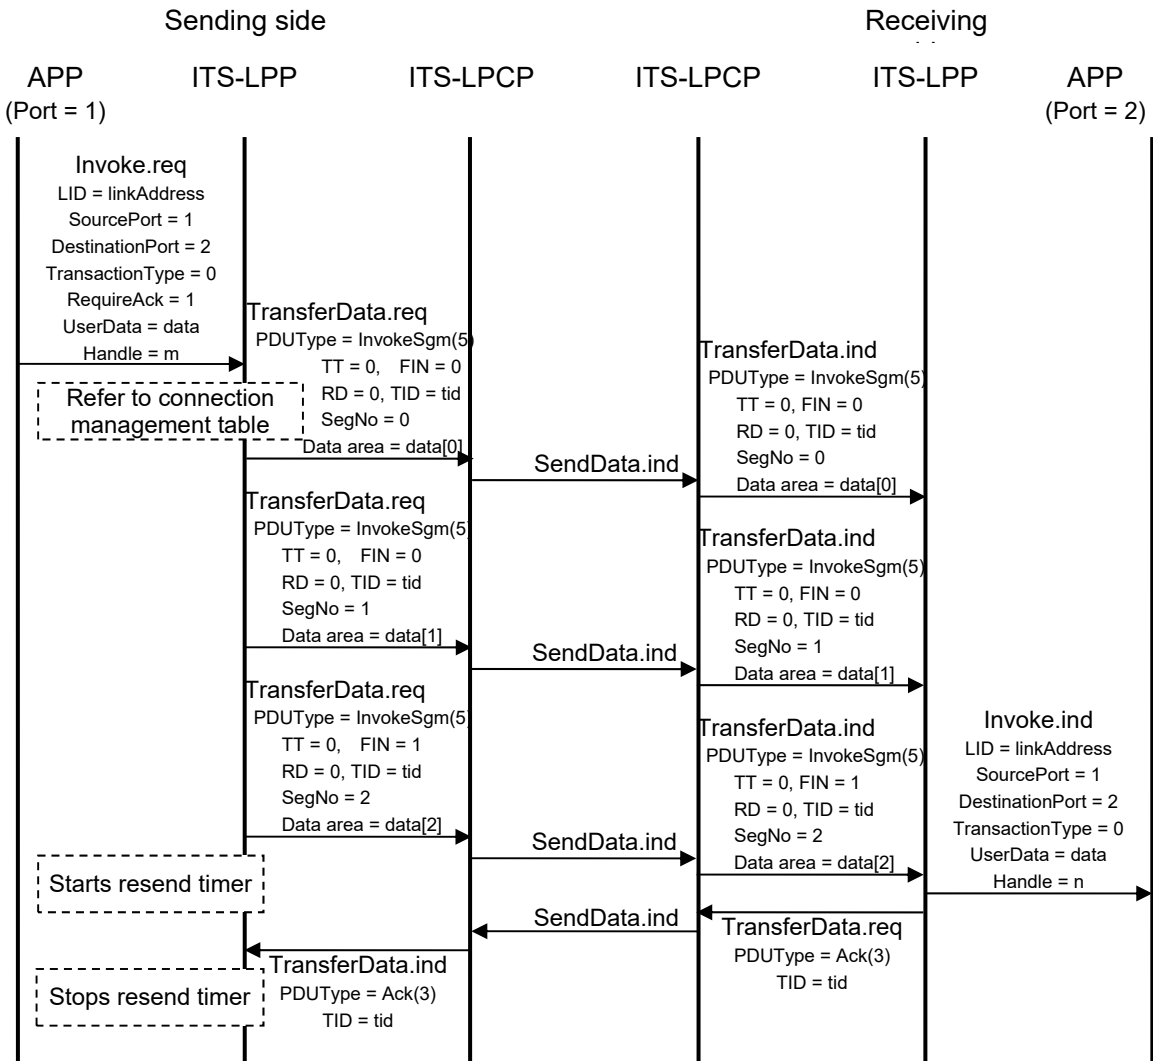 Sending side
Receiving
APP
ITS-LPP
ITS-LPCP
ITS-LPCP
ITS-LPP
APP
(Port = 1)
(Port = 2)
Invoke.req
LID = linkAddress
SourcePort = 1
DestinationPort = 2
TransactionType = 0
RequireAck = 1
UserData = data
Handle = m
Refer to connection
management table
TransferData.req
PDUType = InvokeSgm(5)
TT = 0, FIN = 0
RD = 0, TID = tid
SegNo = 0
Data area = data[0]
SendData.ind
TransferData.ind
PDUType = InvokeSgm(5)
TT = 0, FIN = 0
RD = 0, TID = tid
SegNo = 0
Data area = data[0]
TransferData.req
PDUType = InvokeSgm(5)
TT = 0, FIN = 0
RD = 0, TID = tid
SegNo = 1
Data area = data[1]
SendData.ind
TransferData.ind
PDUType = InvokeSgm(5)
TT = 0, FIN = 0
RD = 0, TID = tid
SegNo = 1
Data area = data[1]
TransferData.req
PDUType = InvokeSgm(5)
TT = 0, FIN = 1
RD = 0, TID = tid
SegNo = 2
Data area = data[2]
SendData.ind
TransferData.ind
PDUType = InvokeSgm(5)
TT = 0, FIN = 1
RD = 0, TID = tid
SegNo = 2
Data area = data[2]
Invoke.ind
LID = linkAddress
SourcePort = 1
DestinationPort = 2
TransactionType = 0
UserData = data
Handle = n
Starts resend timer
SendData.ind
TransferData.req
PDUType = Ack(3)
TID = tid
TransferData.ind
PDUType = Ack(3)
TID = tid
Stops resend timer